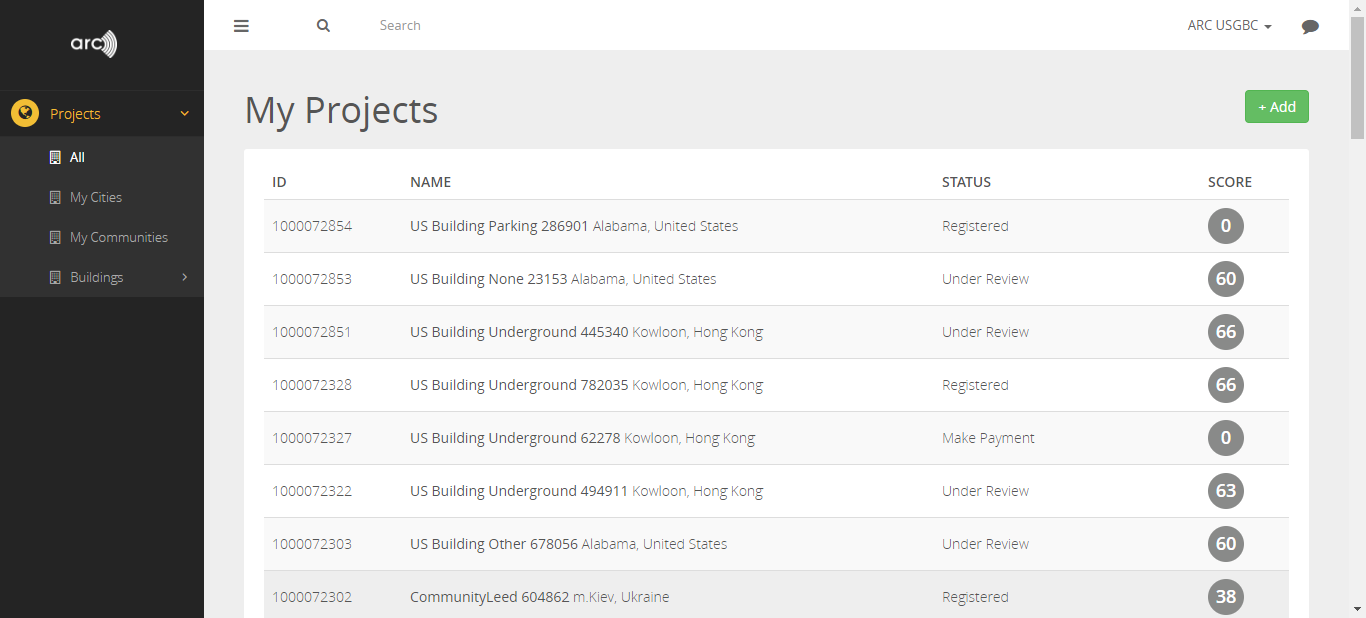 arc
Search
ARC USGBC
Projects
All
My Cities
My Communities
Buildings
My Projects
+ Add
ID NAME STATUS SCORE
1000072854 US Building Parking 286901 Alabama, United States Registered 0
1000072853 US Building None 23153 Alabama, United States Under Review 60
1000072851 US Building Underground 445340 Kowloon, Hong Kong Under Review 66
1000072328 US Building Underground 782035 Kowloon, Hong Kong Registered 66
1000072327 US Building Underground 62278 Kowloon, Hong Kong Make Payment 0
1000072322 US Building Underground 494911 Kowloon, Hong Kong Under Review 63
1000072303 US Building Other 678056 Alabama, United States Under Review 60
1000072302 CommunityLeed 604862 m.Kiev, Ukraine Registered 38